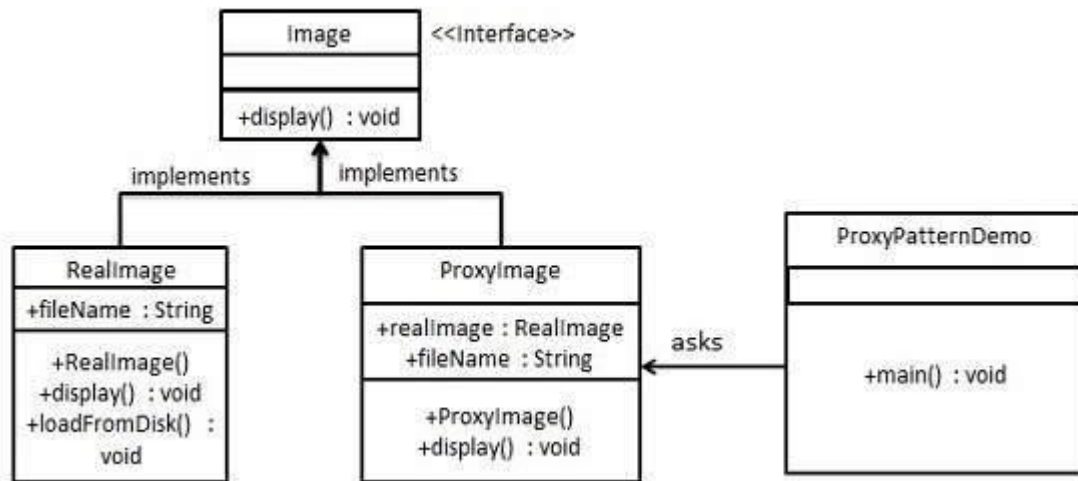 Image
<<Interface>>
+display() : void
implements
implements
RealImage
+fileName : String
+RealImage()
+display() : void
+loadFromDisk() :
void
ProxyImage
+realImage : RealImage
+fileName : String
+ProxyImage()
+display() : void
asks
ProxyPatternDemo
+main() : void